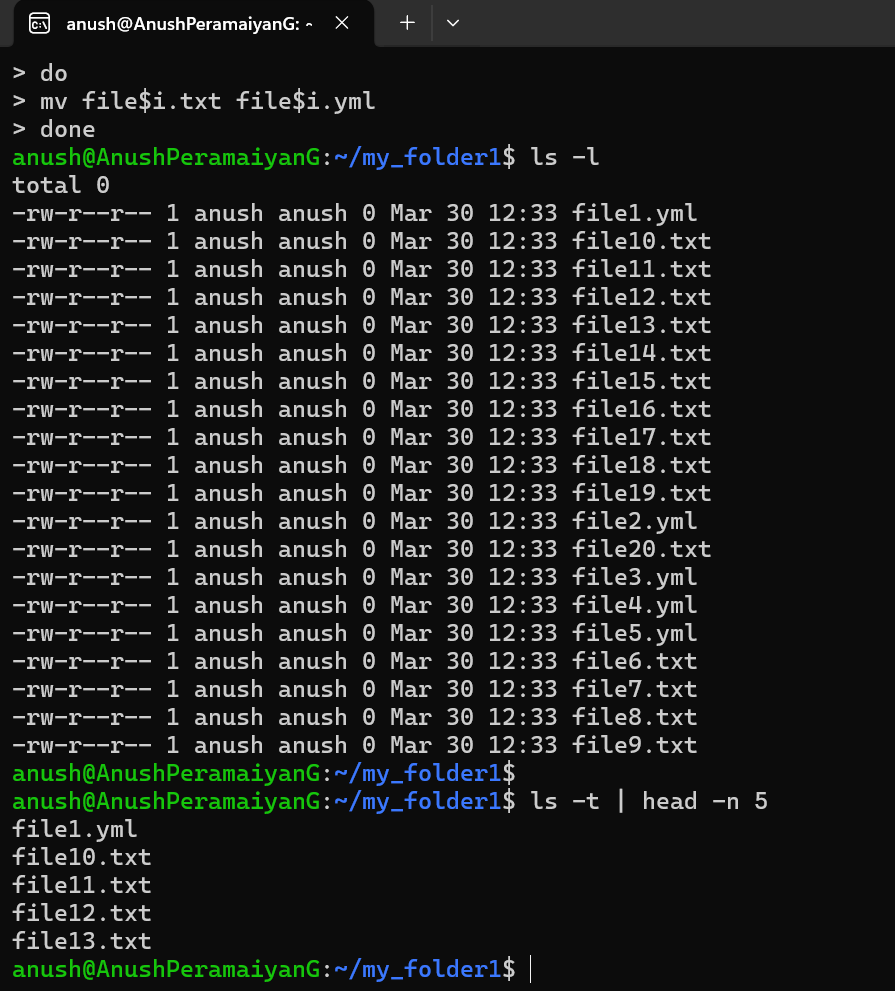 anush@AnushPeramaiyanG: ~
> do
> mv file$i.txt file$i.yml
> done
anush@AnushPeramaiyanG:~/my_folder1$ ls -l
total 0
-rw-r--r-- 1 anush anush 0 Mar 30 12:33 file1.yml
-rw-r--r-- 1 anush anush 0 Mar 30 12:33 file10.txt
-rw-r--r-- 1 anush anush 0 Mar 30 12:33 file11.txt
-rw-r--r-- 1 anush anush 0 Mar 30 12:33 file12.txt
-rw-r--r-- 1 anush anush 0 Mar 30 12:33 file13.txt
-rw-r--r-- 1 anush anush 0 Mar 30 12:33 file14.txt
-rw-r--r-- 1 anush anush 0 Mar 30 12:33 file15.txt
-rw-r--r-- 1 anush anush 0 Mar 30 12:33 file16.txt
-rw-r--r-- 1 anush anush 0 Mar 30 12:33 file17.txt
-rw-r--r-- 1 anush anush 0 Mar 30 12:33 file18.txt
-rw-r--r-- 1 anush anush 0 Mar 30 12:33 file19.txt
-rw-r--r-- 1 anush anush 0 Mar 30 12:33 file2.yml
-rw-r--r-- 1 anush anush 0 Mar 30 12:33 file20.txt
-rw-r--r-- 1 anush anush 0 Mar 30 12:33 file3.yml
-rw-r--r-- 1 anush anush 0 Mar 30 12:33 file4.yml
-rw-r--r-- 1 anush anush 0 Mar 30 12:33 file5.yml
-rw-r--r-- 1 anush anush 0 Mar 30 12:33 file6.txt
-rw-r--r-- 1 anush anush 0 Mar 30 12:33 file7.txt
-rw-r--r-- 1 anush anush 0 Mar 30 12:33 file8.txt
-rw-r--r-- 1 anush anush 0 Mar 30 12:33 file9.txt
anush@AnushPeramaiyanG:~/my_folder1$
anush@AnushPeramaiyanG:~/my_folder1$ ls -t | head -n 5
file1.yml
file10.txt
file11.txt
file12.txt
file13.txt
anush@AnushPeramaiyanG:~/my_folder1$